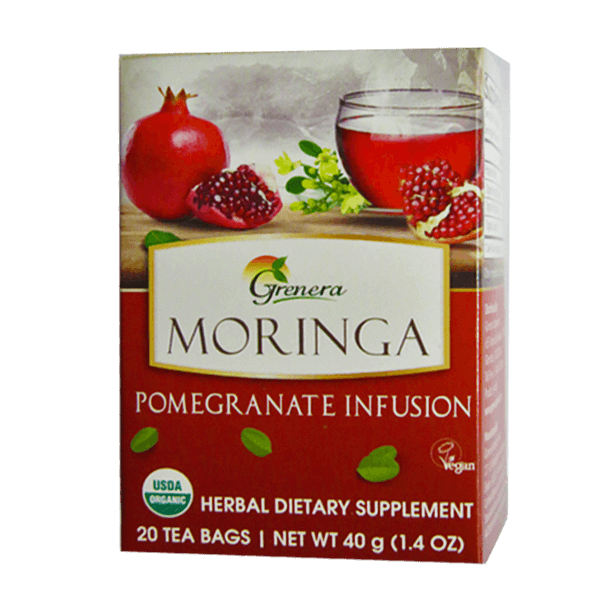 Grenera
MORINGA
POMEGRANATE INFUSION
Vegan
USDA
ORGANIC
HERBAL DIETARY SUPPLEMENT
20 TEA BAGS | NET WT 40 g (1.4 OZ)